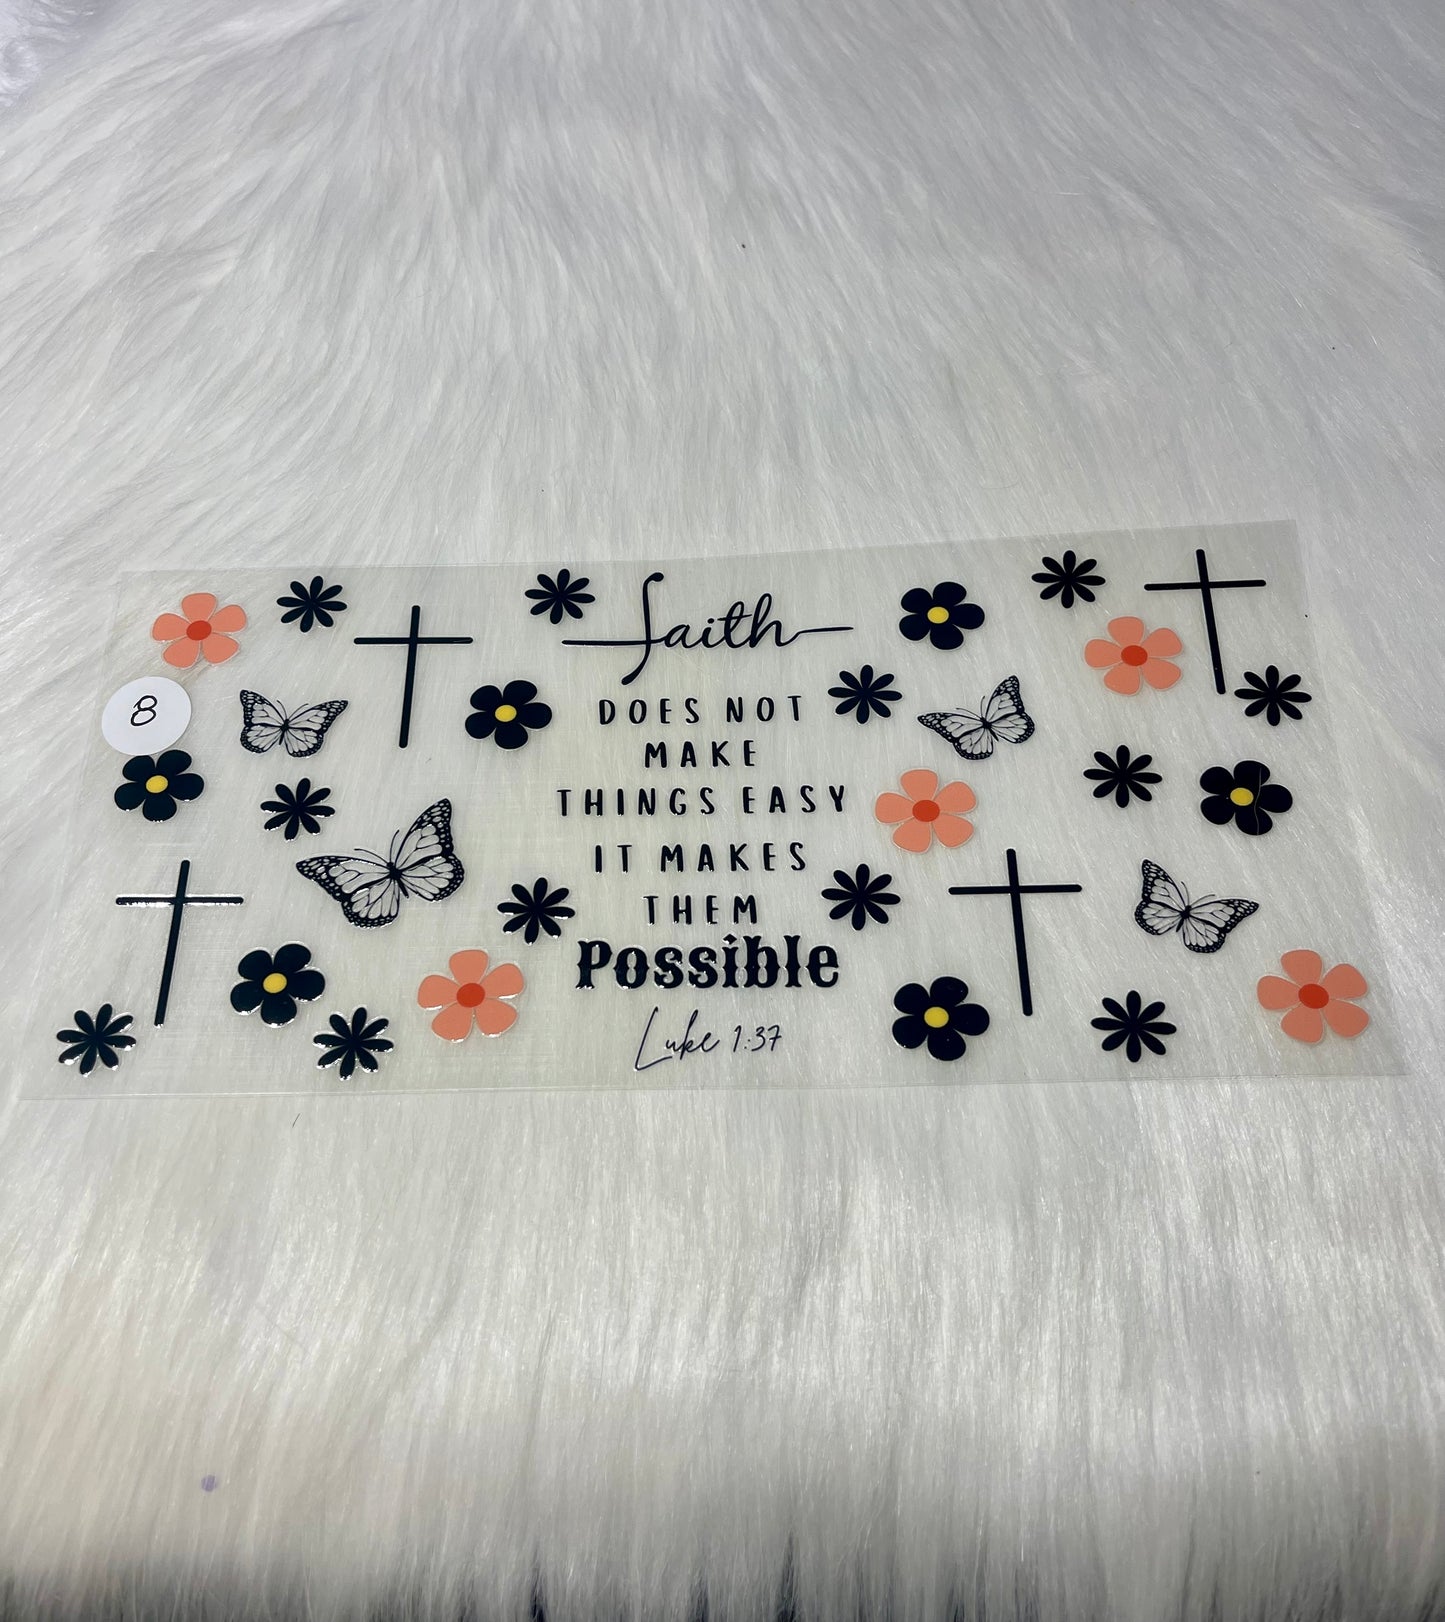 faith
DOES NOT
MAKE
THINGS EASY
IT MAKES
THEM
Possible
Luke 1:37
8